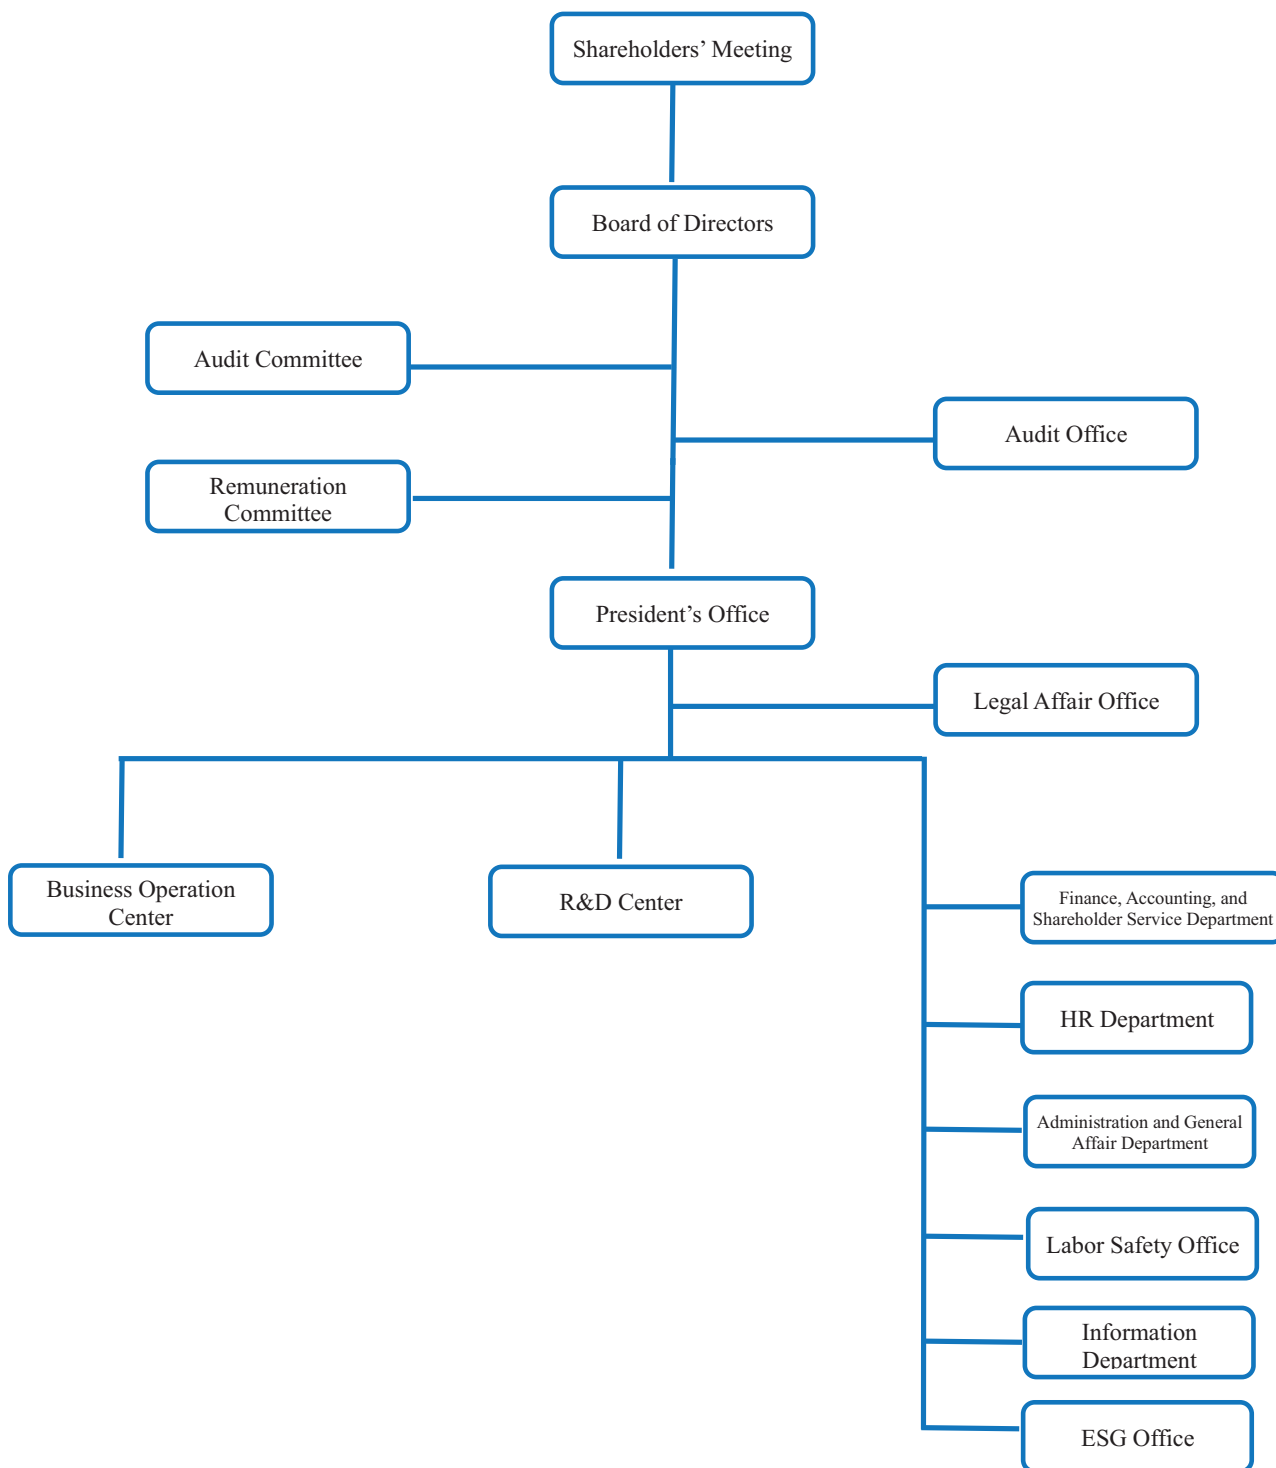 Shareholders’ Meeting
Board of Directors
Audit Committee
Audit Office
Remuneration
Committee
President’s Office
Legal Affair Office
Business Operation
Center
R&D Center
Finance, Accounting, and
Shareholder Service Department
HR Department
Administration and General
Affair Department
Labor Safety Office
Information
Department
ESG Office